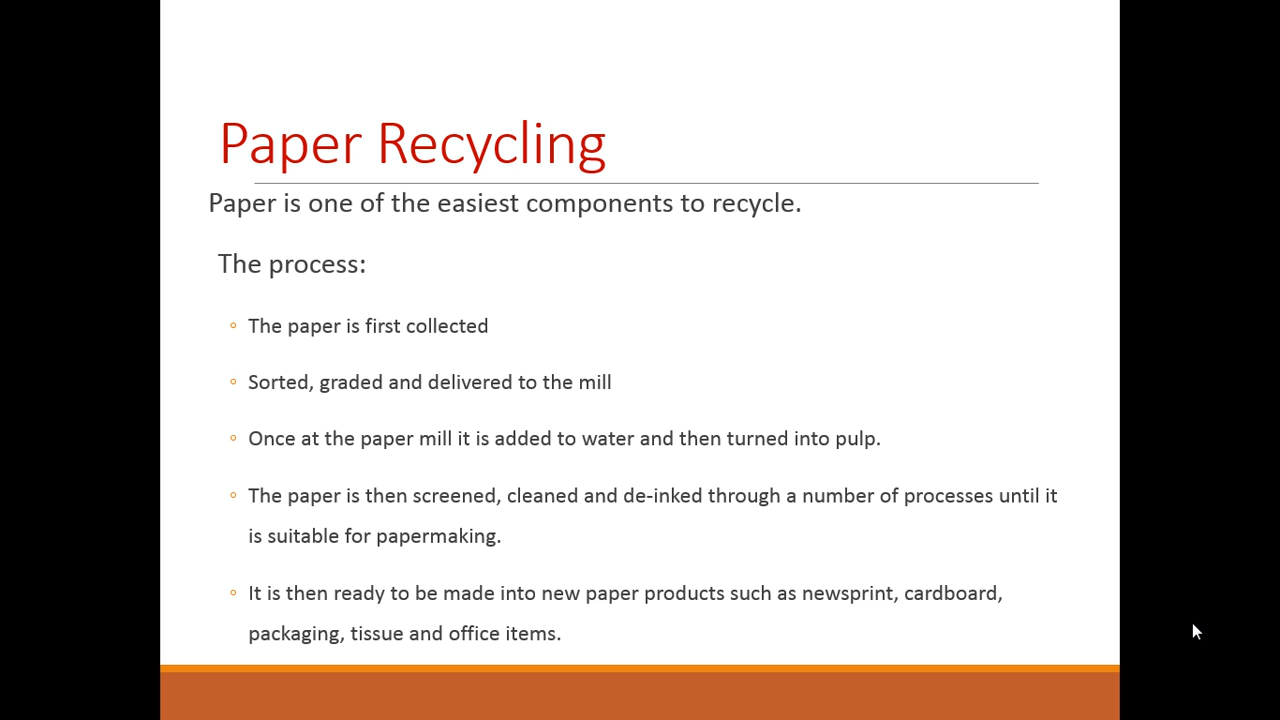 Paper Recycling
Paper is one of the easiest components to recycle.
The process:
◦ The paper is first collected
◦ Sorted, graded and delivered to the mill
◦ Once at the paper mill it is added to water and then turned into pulp.
◦ The paper is then screened, cleaned and de-inked through a number of processes until it
is suitable for papermaking.
◦ It is then ready to be made into new paper products such as newsprint, cardboard,
packaging, tissue and office items.